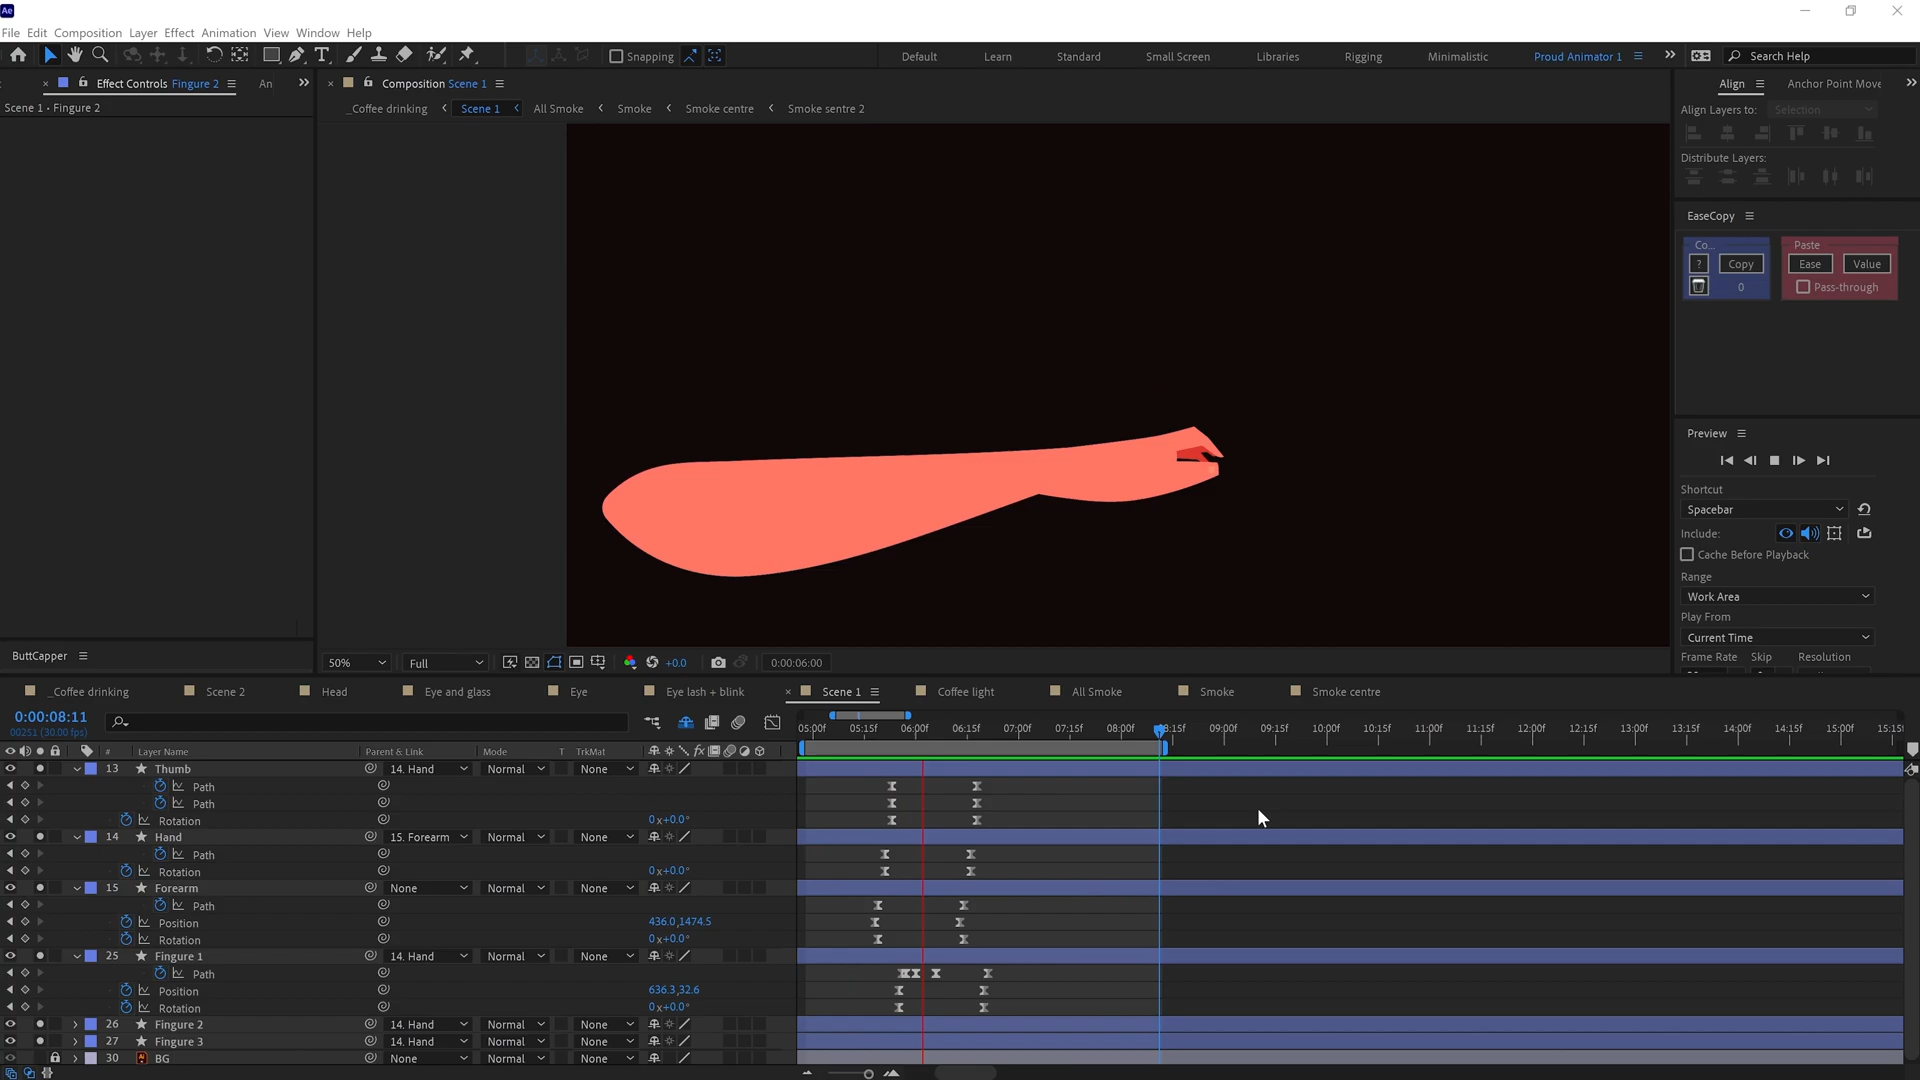 Ae
File Edit Composition Layer Effect Animation View Window Help
Snapping
Default Learn Standard Small Screen Libraries Rigging Minimalistic Proud Animator 1 Search Help
Effect Controls Fingure 2 An
Scene 1 • Fingure 2
Composition Scene 1
_Coffee drinking Scene 1 All Smoke Smoke Smoke centre Smoke sentre 2
Align Anchor Point Move
Align Layers to: Selection
Distribute Layers:
EaseCopy
Co... Paste
? Copy Ease Value
0 Pass-through
Preview
Shortcut
Spacebar
Include:
Cache Before Playback
Range
Work Area
Play From
Current Time
Frame Rate Skip Resolution
ButtCapper
50% Full +0.0 0:00:06:00
_Coffee drinking Scene 2 Head Eye and glass Eye Eye lash + blink Scene 1 Coffee light All Smoke Smoke Smoke centre
0:00:08:11
00251 (30.00 fps)
05:15f 06:00f 06:15f 07:00f 07:15f 08:00f 09:00f 09:15f 10:00f 10:15f 11:00f 11:15f 12:00f 12:15f 13:00f 13:15f 14:00f 14:15f 15:00f
# Layer Name Parent & Link Mode T TrkMat fx
13 Thumb 14. Hand Normal None
Path
Path
Rotation 0x+0.0°
14 Hand 15. Forearm Normal None
Path
Rotation 0x+0.0°
15 Forearm None Normal None
Path
Position 436.0,1474.5
Rotation 0x+0.0°
25 Fingure 1 14. Hand Normal None
Path
Position 636.3,32.6
Rotation 0x+0.0°
26 Fingure 2 14. Hand Normal None
27 Fingure 3 14. Hand Normal None
30 BG None Normal None